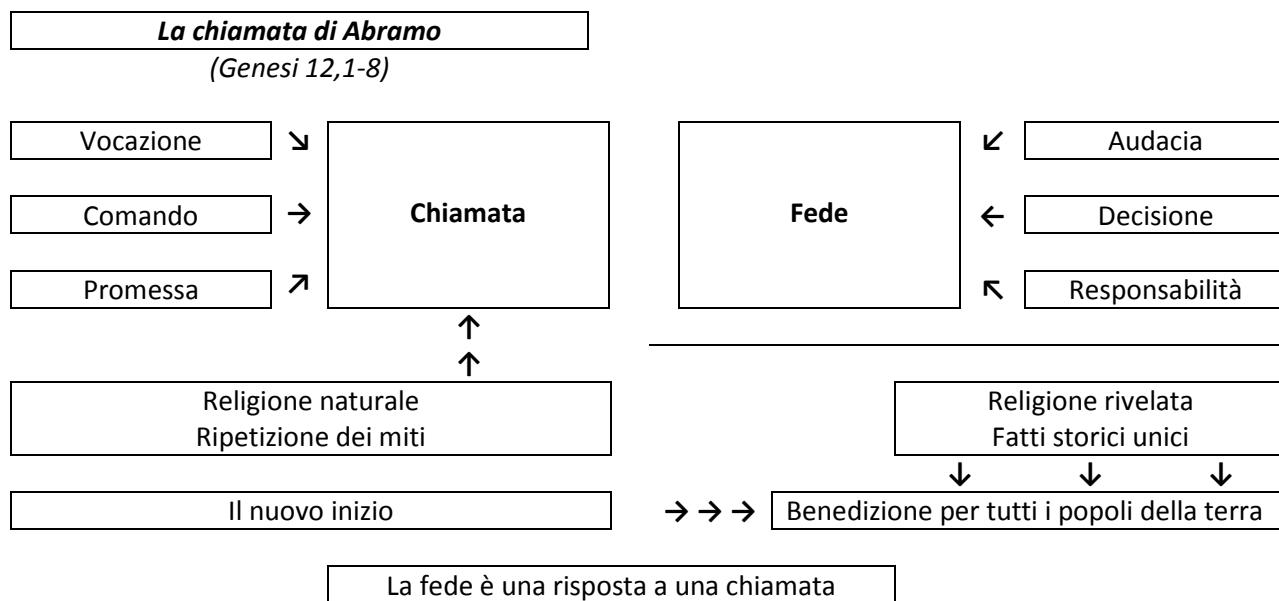 La chiamata di Abramo
(Genesi 12,1-8)
Vocazione ↘ ↙ Audacia
Comando → Chiamata Fede ← Decisione
Promessa ↗ ↖ Responsabilità
↑
↑
Religione naturale Religione rivelata
Ripetizione dei miti Fatti storici unici
↓ ↓ ↓
Il nuovo inizio → → → Benedizione per tutti i popoli della terra
La fede è una risposta a una chiamata